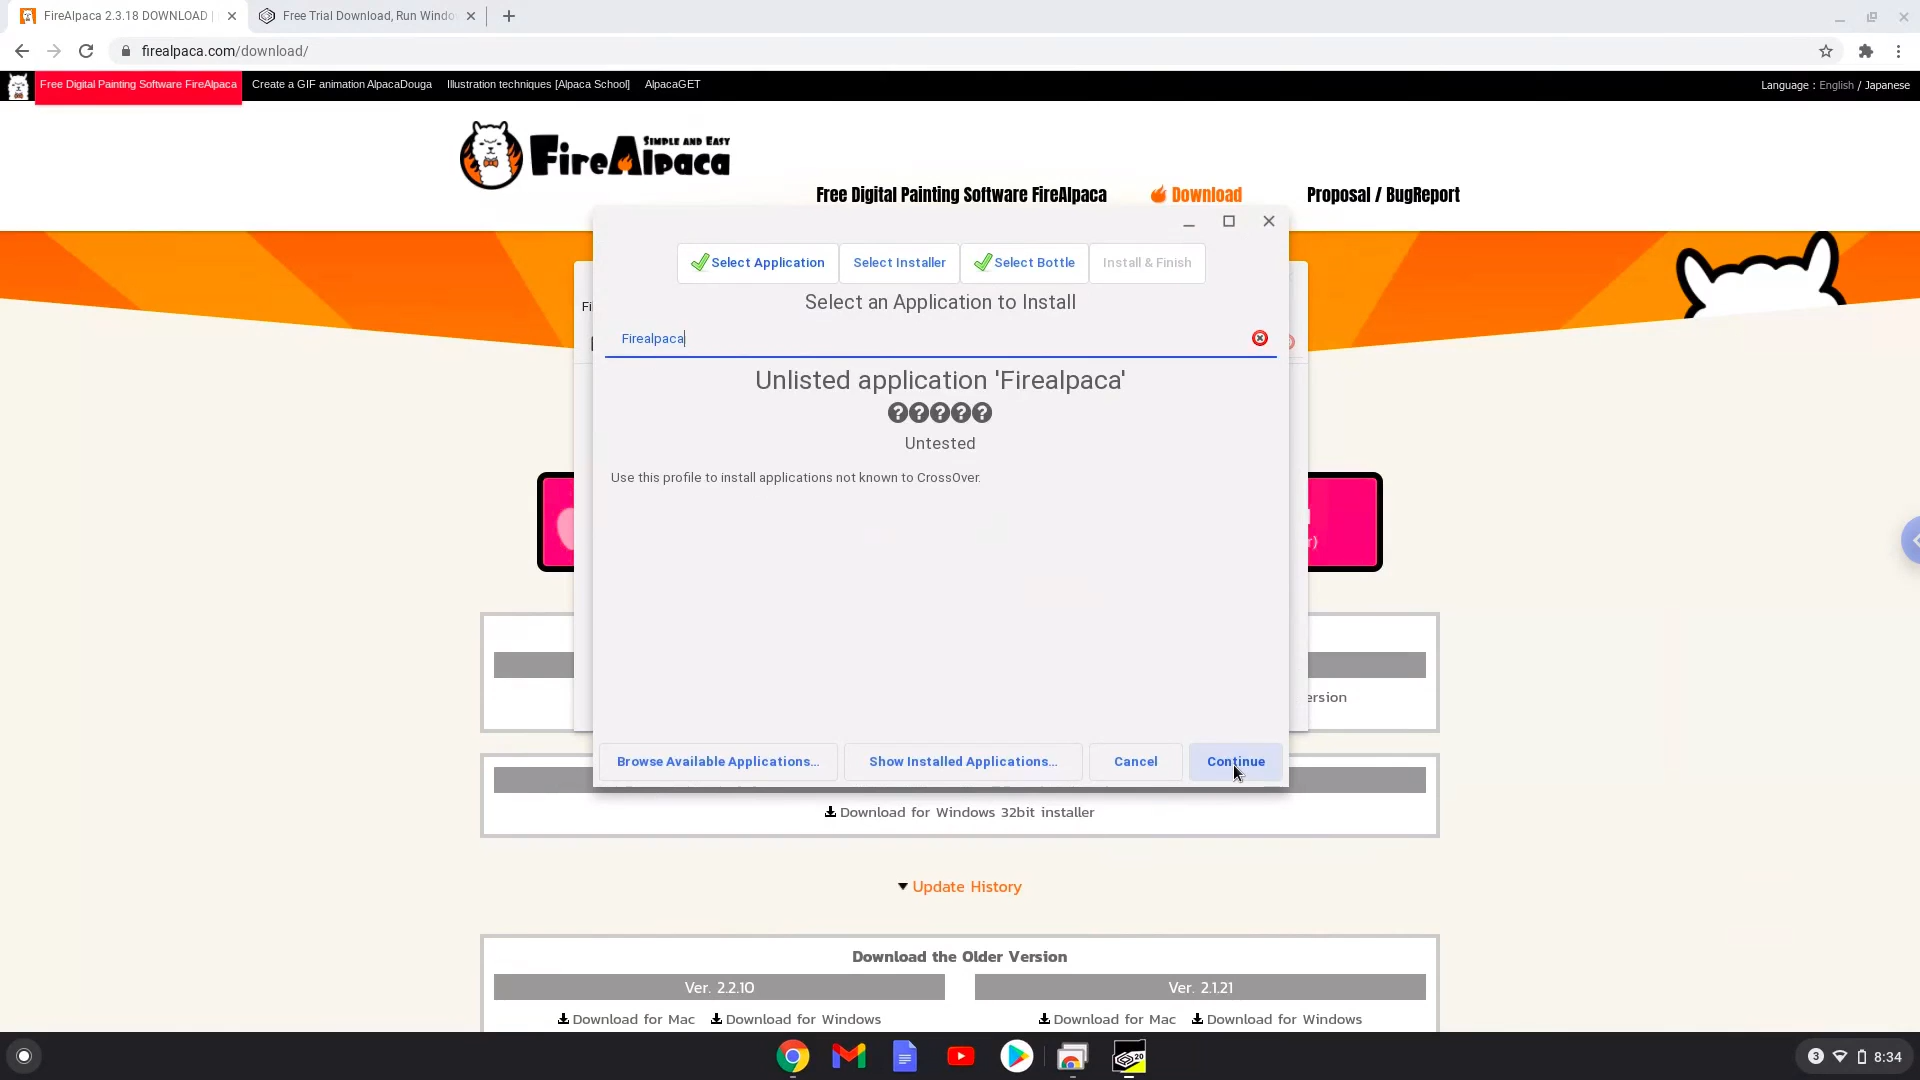 FireAlpaca 2.3.18 DOWNLOAD |
Free Trial Download, Run Windo
firealpaca.com/download/
Free Digital Painting Software FireAlpaca
Create a GIF animation AlpacaDouga
Illustration techniques [Alpaca School]
AlpacaGET
Language : English / Japanese
SIMPLE AND EASY
FireAlpaca
Free Digital Painting Software FireAlpaca
Download
Proposal / BugReport
Select Application
Select Installer
Select Bottle
Install & Finish
Select an Application to Install
Fi
Firealpaca
Unlisted application 'Firealpaca'
Untested
Use this profile to install applications not known to CrossOver.
ersion
Browse Available Applications...
Show Installed Applications...
Cancel
Continue
Download for Windows 32bit installer
Update History
Download the Older Version
Ver. 2.2.10
Ver. 2.1.21
Download for Mac
Download for Windows
Download for Mac
Download for Windows
20
3
8:34